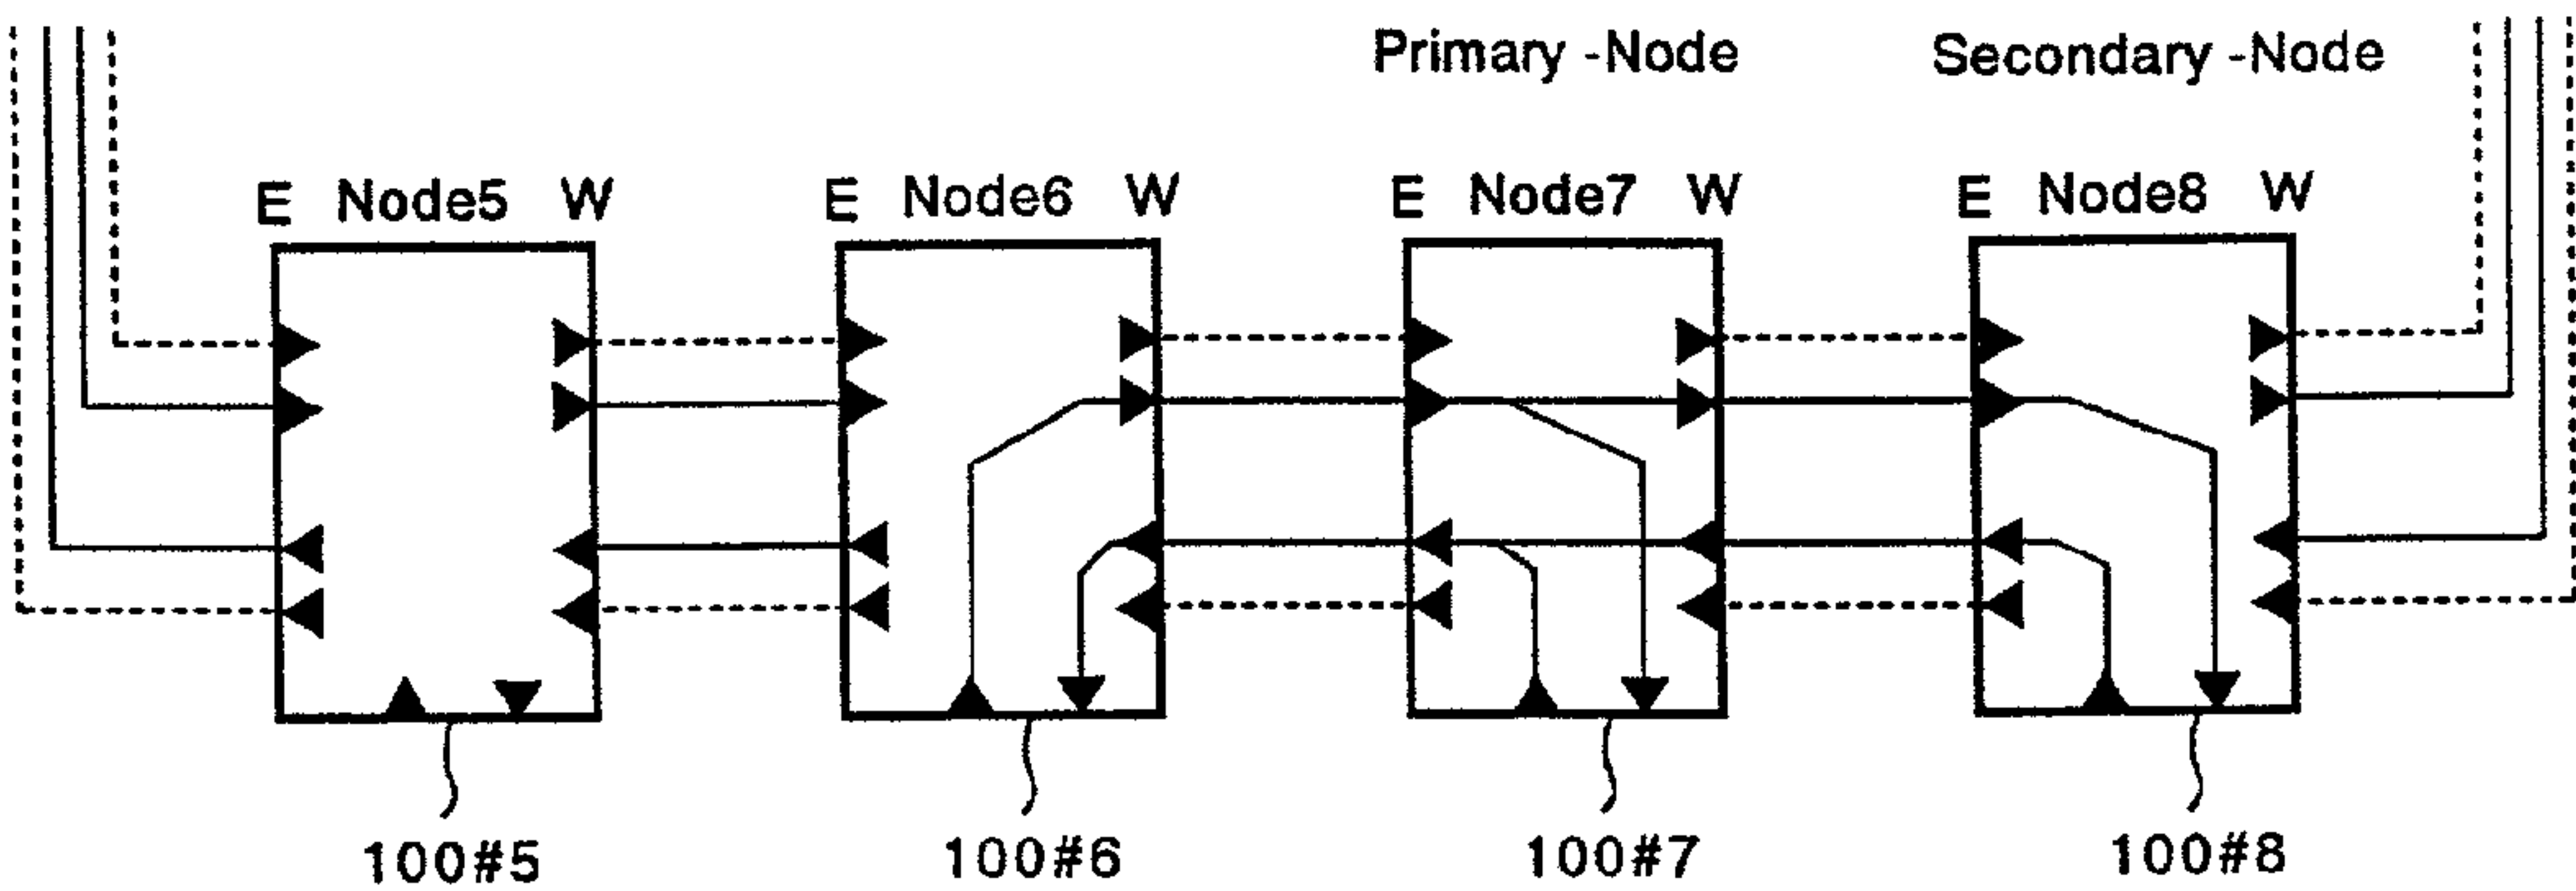 Primary -Node Secondary -Node
E Node5 W E Node6 W E Node7 W E Node8 W
100#5 100#6 100#7 100#8